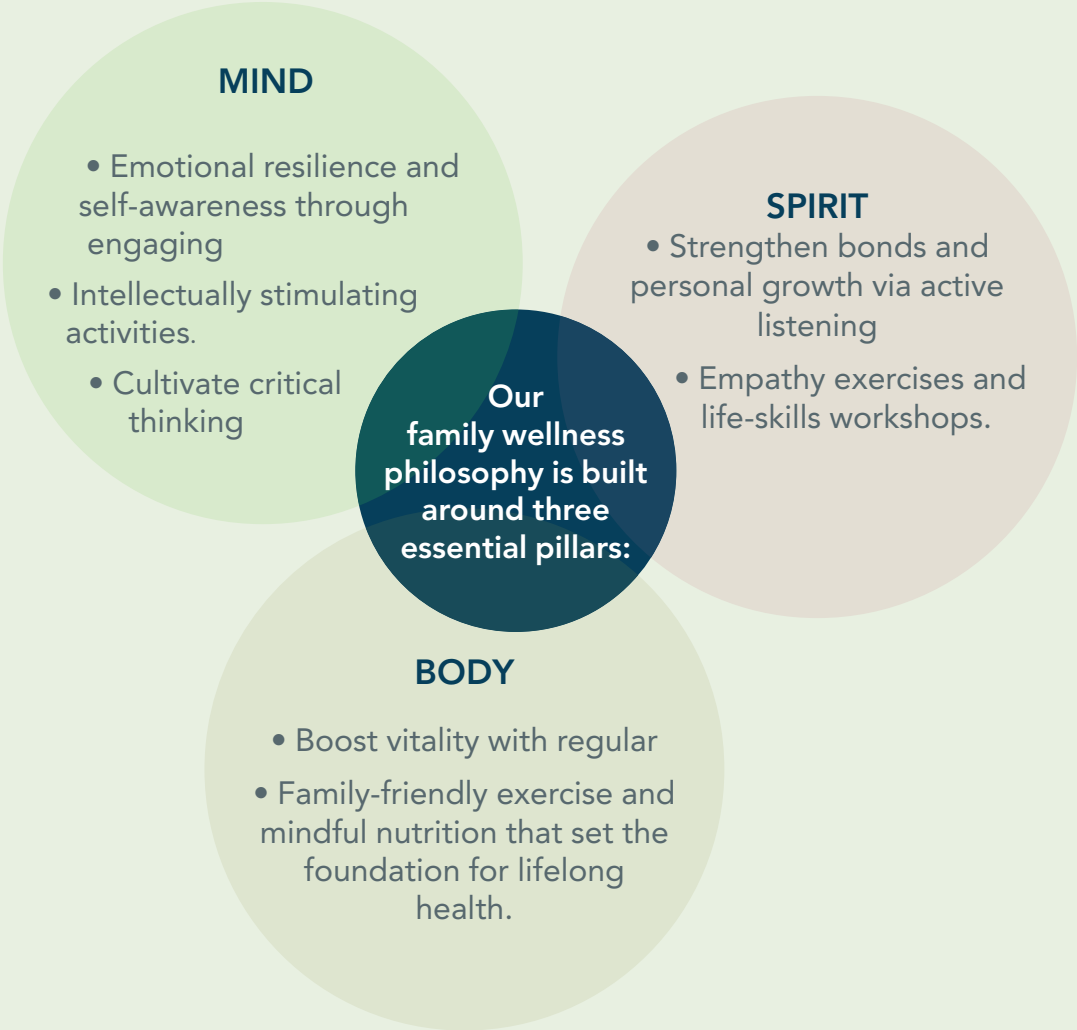 MIND
• Emotional resilience and
self-awareness through
engaging
• Intellectually stimulating
activities.
• Cultivate critical
thinking
SPIRIT
• Strengthen bonds and
personal growth via active
listening
• Empathy exercises and
life-skills workshops.
Our
family wellness
philosophy is built
around three
essential pillars:
BODY
• Boost vitality with regular
• Family-friendly exercise and
mindful nutrition that set the
foundation for lifelong
health.